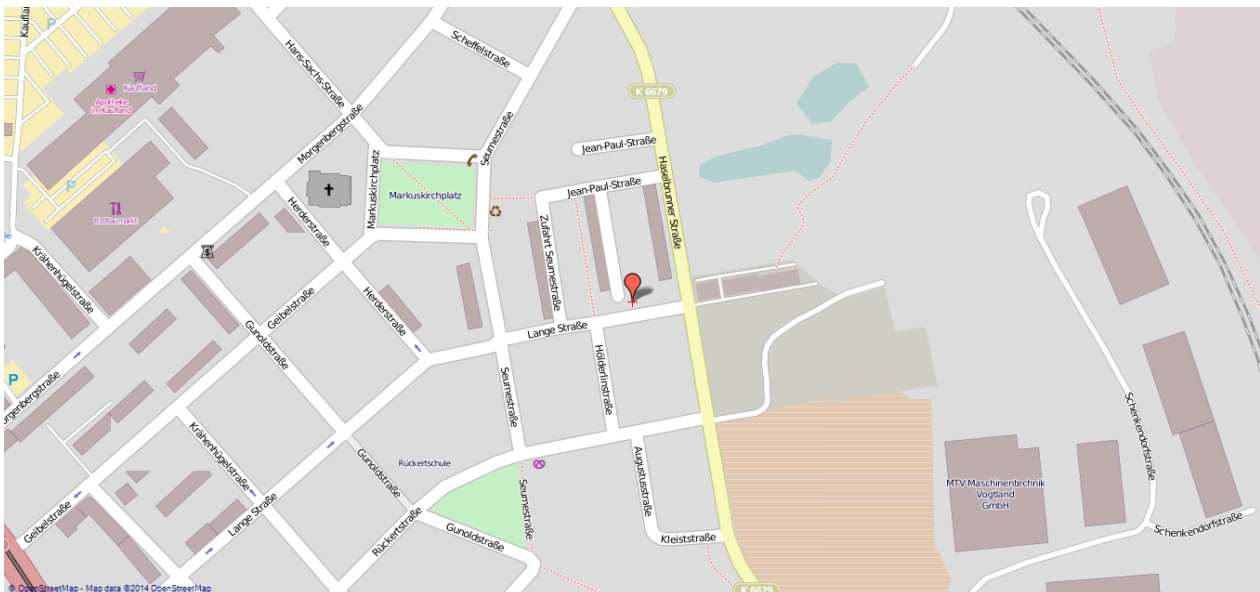 Kaufland
P
Hans-Sachs-Straße
Scheffelstraße
Kaufland
Apotheke
im Kaufland
K 6679
Morgenbergstraße
Seumestraße
Jean-Paul-Straße
Haselbrunner Straße
P
Markuskirchplatz
Markuskirchplatz
Jean-Paul-Straße
B1 Baumarkt
Herderstraße
Zufahrt Seumestraße
Krähenhügelstraße
$
Geibelstraße
Herderstraße
Gunoldstraße
Lange Straße
Hölderlinstraße
P
Morgenbergstraße
Seumestraße
Schenkendorfstraße
Krähenhügelstraße
Gunoldstraße
Rückertschule
Augustusstraße
Seumestraße
MTV Maschinentechnik
Vogtland
GmbH
Geibelstraße
Lange Straße
Rückertstraße
Gunoldstraße
Kleiststraße
Schenkendorfstraße
K 6679
© OpenStreetMap - Map data ©2014 OpenStreetMap